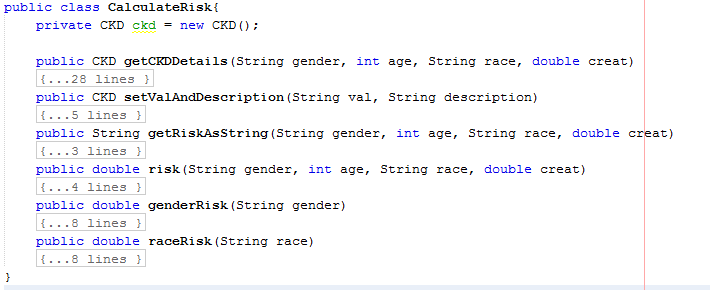 public class CalculateRisk{
private CKD ckd = new CKD();
public CKD getCKDDetails(String gender, int age, String race, double creat)
{...28 lines }
public CKD setValAndDescription(String val, String description)
{...5 lines }
public String getRiskAsString(String gender, int age, String race, double creat)
{...3 lines }
public double risk(String gender, int age, String race, double creat)
{...4 lines }
public double genderRisk(String gender)
{...8 lines }
public double raceRisk(String race)
{...8 lines }
}